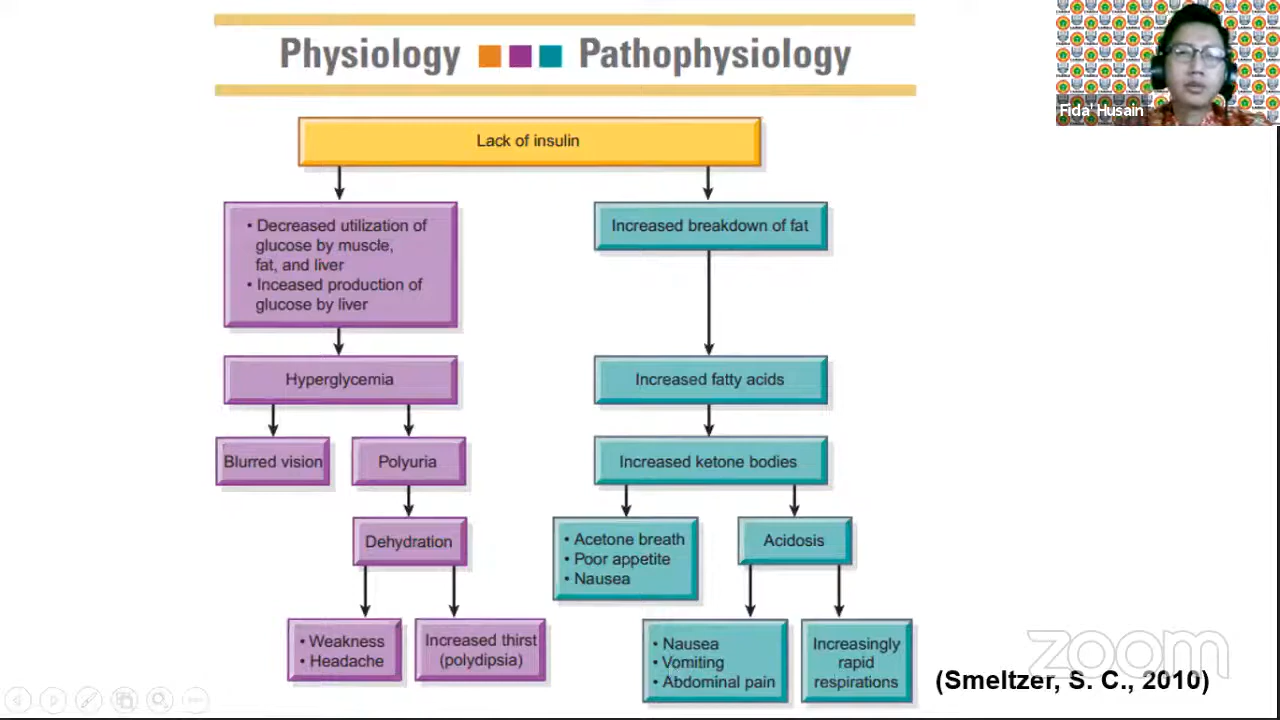 Physiology Pathophysiology
Fida' Husain
Lack of insulin
• Decreased utilization of
glucose by muscle,
fat, and liver
• Inceased production of
glucose by liver
Increased breakdown of fat
Hyperglycemia
Increased fatty acids
Blurred vision
Polyuria
Increased ketone bodies
Dehydration
• Acetone breath
• Poor appetite
• Nausea
Acidosis
• Weakness
• Headache
Increased thirst
(polydipsia)
• Nausea
• Vomiting
• Abdominal pain
Increasingly
rapid
respirations
zoom
(Smeltzer, S. C., 2010)